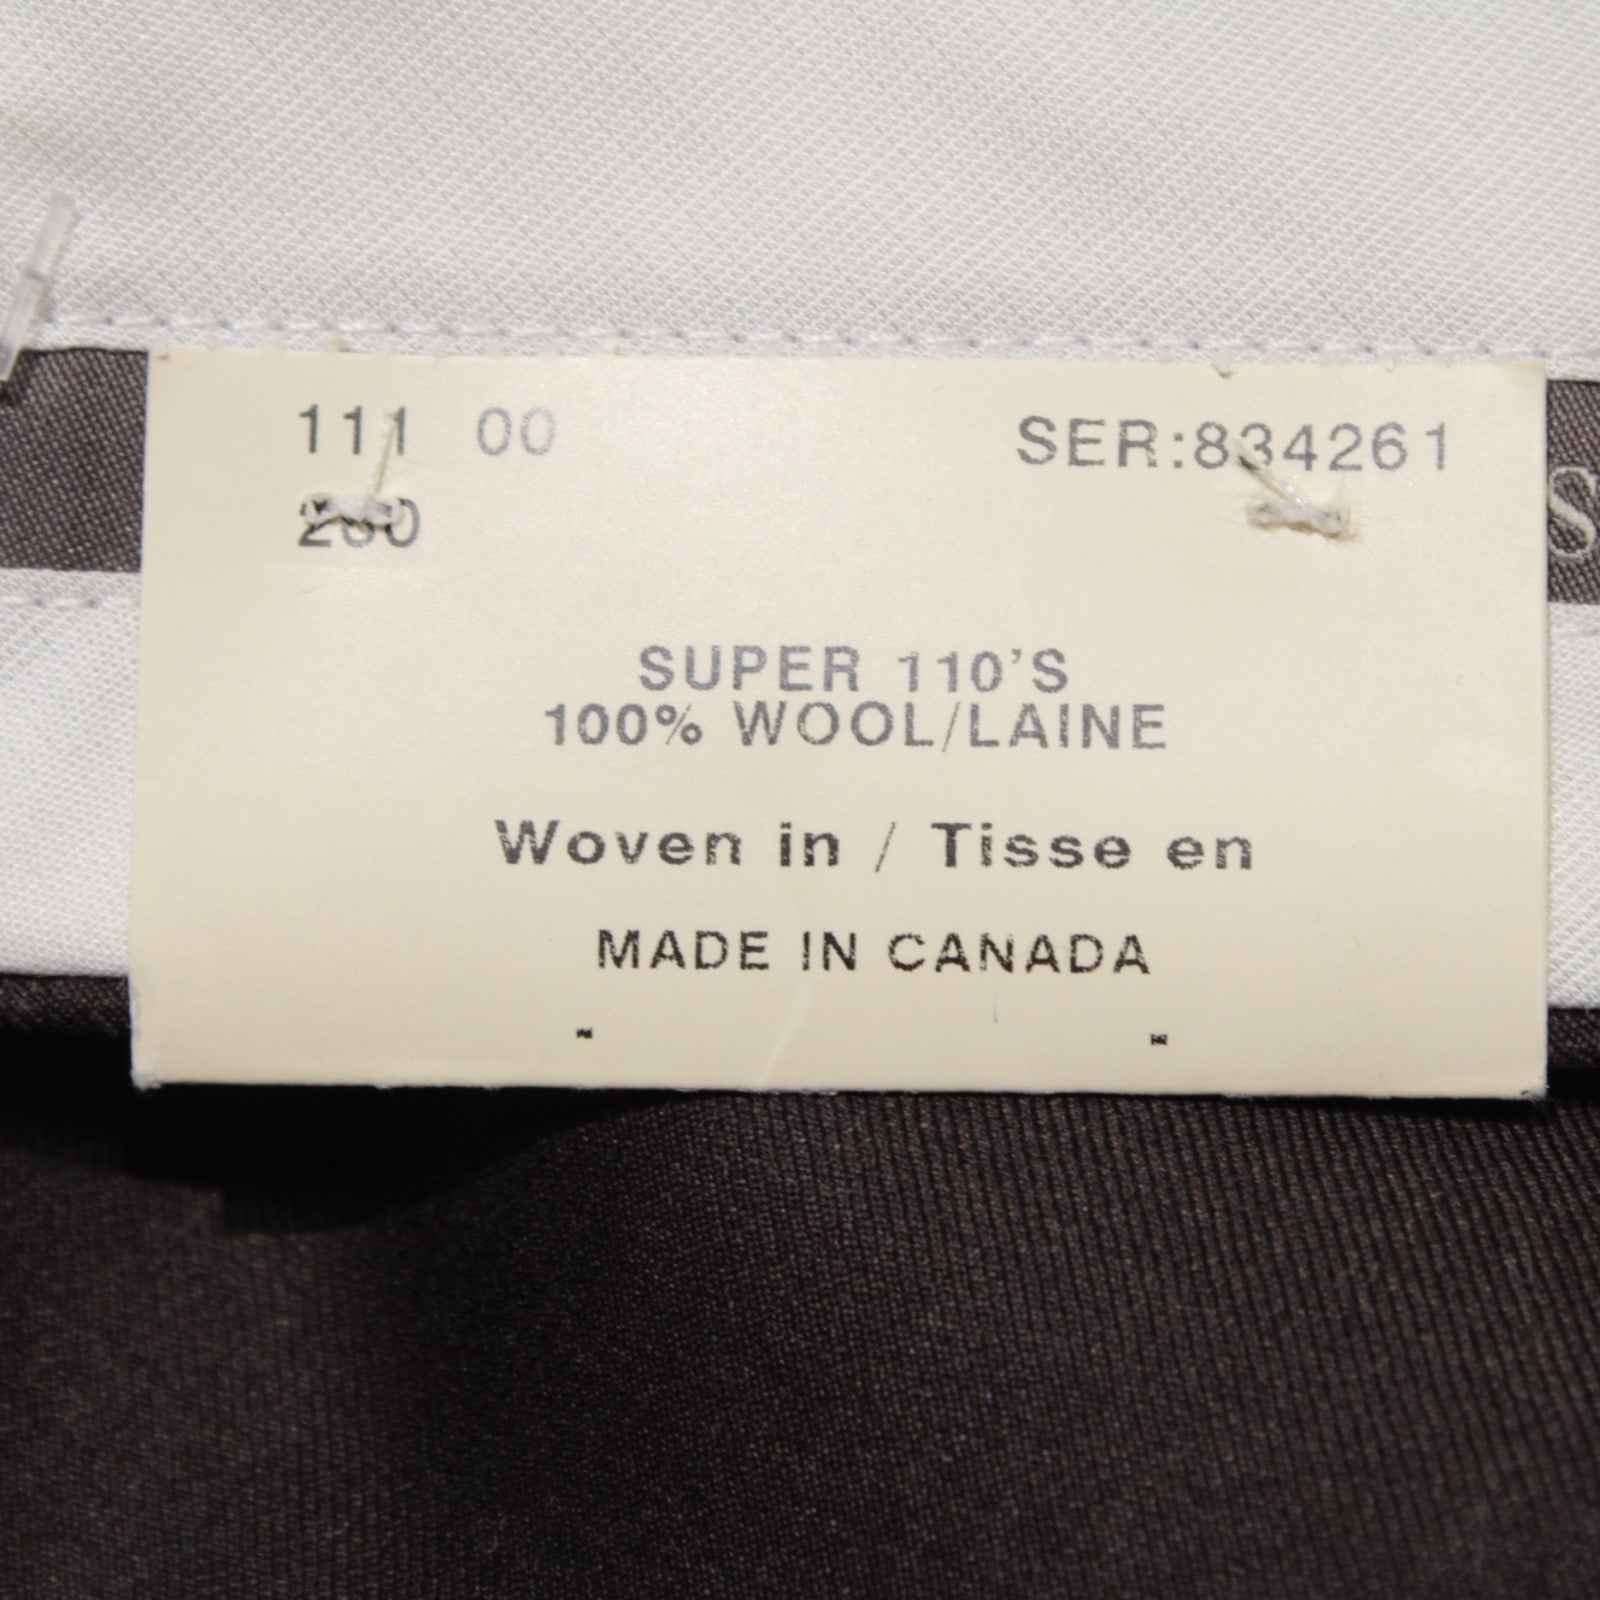 111 00
SER:834261
SUPER 110'S
100% WOOL/LAINE
Woven in / Tisse en
MADE IN CANADA